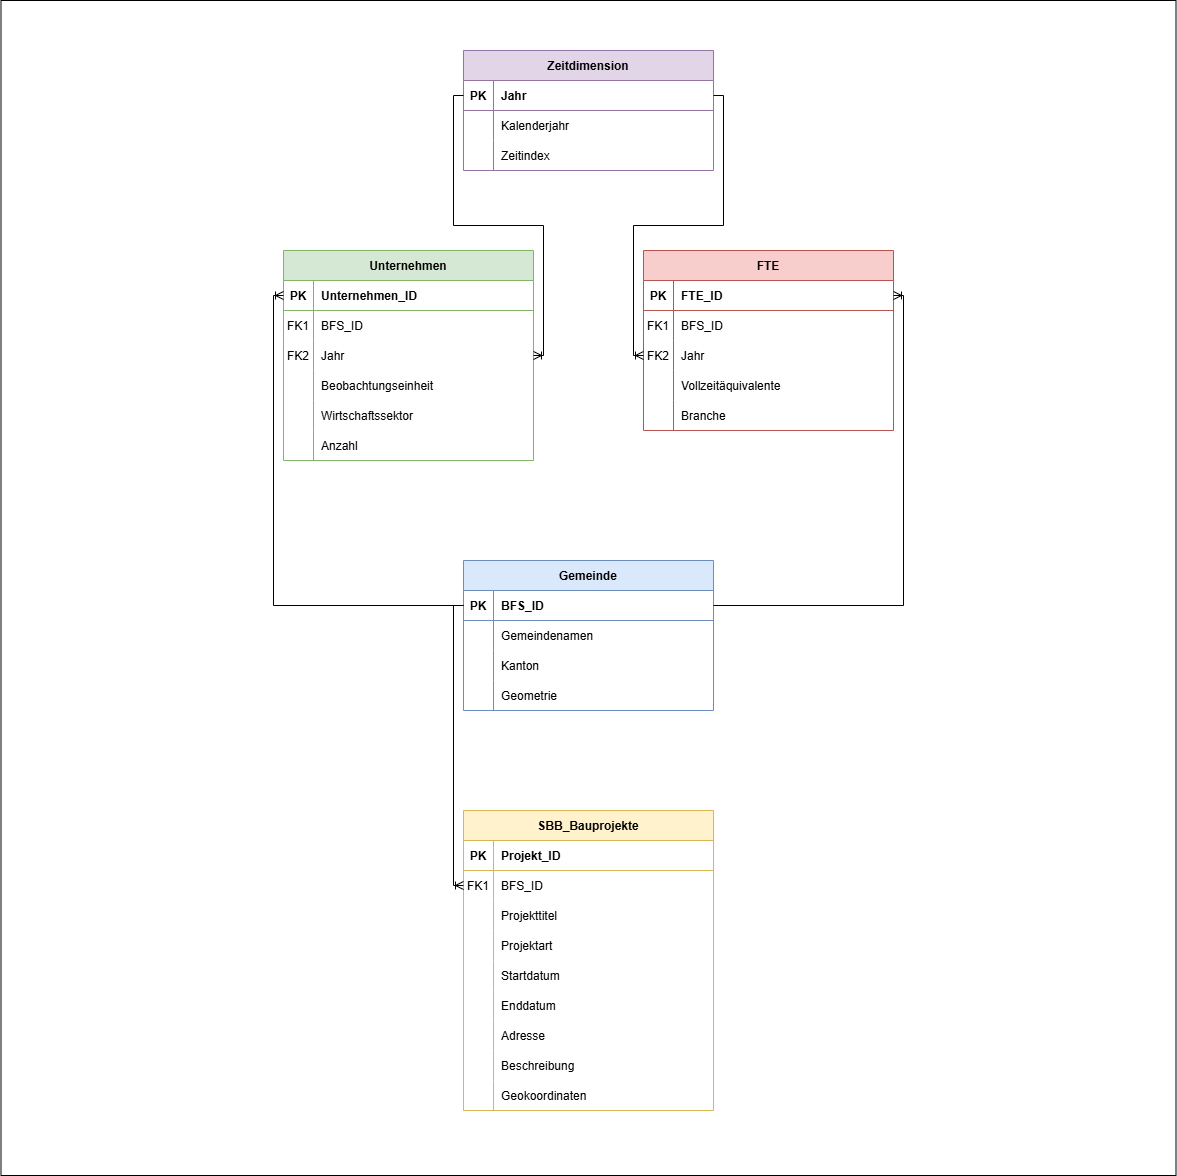 Zeitdimension
PK Jahr
Kalenderjahr
Zeitindex
Unternehmen
PK Unternehmen_ID
FK1 BFS_ID
FK2 Jahr
Beobachtungseinheit
Wirtschaftssektor
Anzahl
FTE
PK FTE_ID
FK1 BFS_ID
FK2 Jahr
Vollzeitäquivalente
Branche
Gemeinde
PK BFS_ID
Gemeindenamen
Kanton
Geometrie
SBB_Bauprojekte
PK Projekt_ID
FK1 BFS_ID
Projekttitel
Projektart
Startdatum
Enddatum
Adresse
Beschreibung
Geokoordinaten